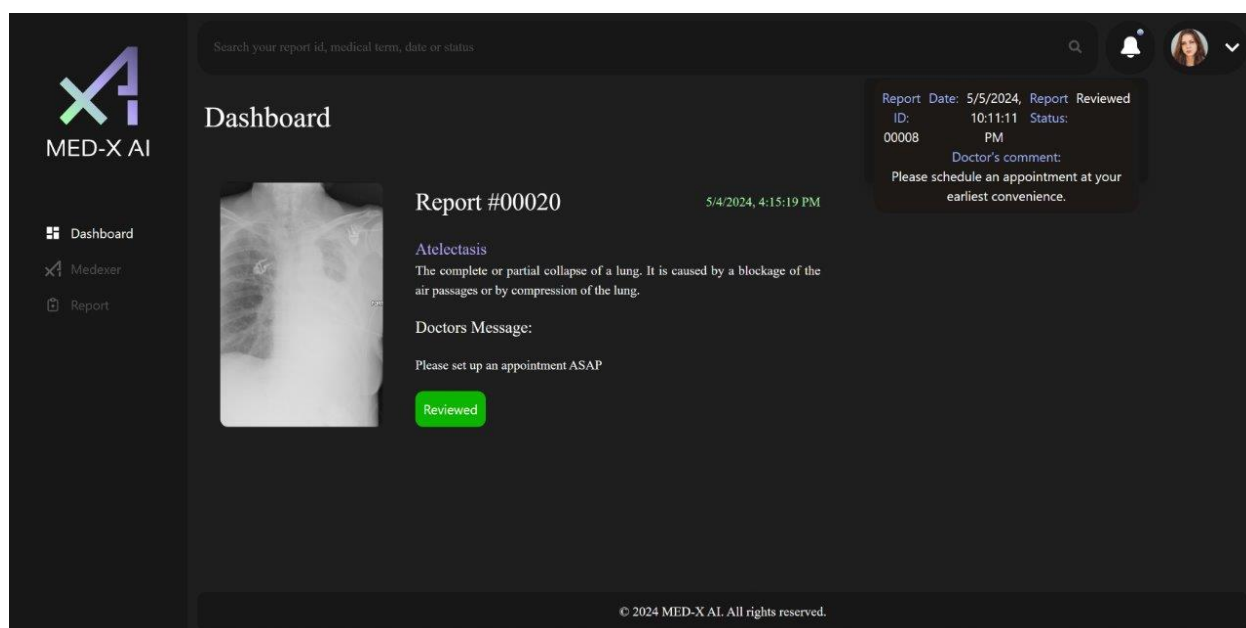 Search your report id, medical term, date or status
MED-X AI
Dashboard
Medexer
Report
Dashboard
Report #00020
5/4/2024, 4:15:19 PM
Atelectasis
The complete or partial collapse of a lung. It is caused by a blockage of the
air passages or by compression of the lung.
Doctors Message:
Please set up an appointment ASAP
Reviewed
Report Date: 5/5/2024, Report Reviewed
ID: 10:11:11 Status:
00008 PM
Doctor's comment:
Please schedule an appointment at your
earliest convenience.
© 2024 MED-X AI. All rights reserved.